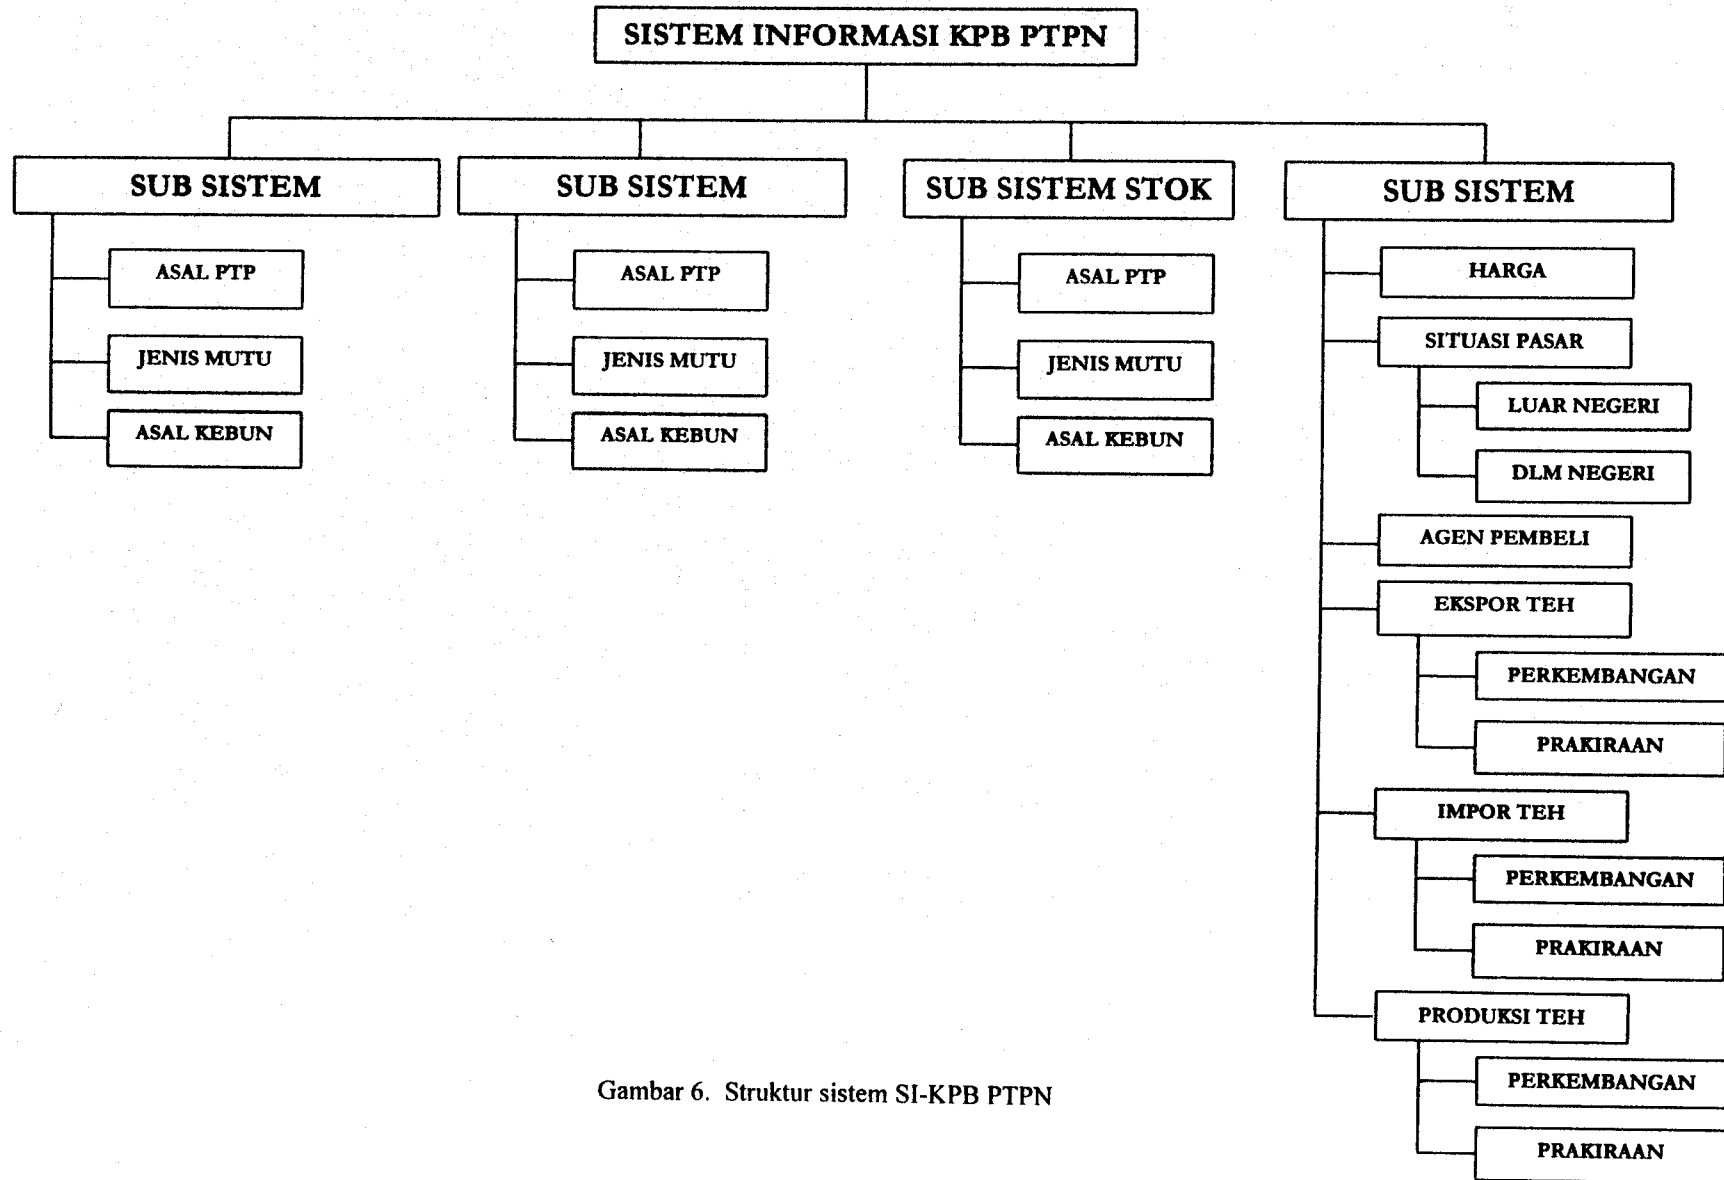 SISTEM INFORMASI KPB PTPN
SUB SISTEM
ASAL PTP
JENIS MUTU
ASAL KEBUN
SUB SISTEM
ASAL PTP
JENIS MUTU
ASAL KEBUN
SUB SISTEM STOK
ASAL PTP
JENIS MUTU
ASAL KEBUN
SUB SISTEM
HARGA
SITUASI PASAR
LUAR NEGERI
DLM NEGERI
AGEN PEMBELI
EKSPOR TEH
PERKEMBANGAN
PRAKIRAAN
IMPOR TEH
PERKEMBANGAN
PRAKIRAAN
PRODUKSI TEH
PERKEMBANGAN
PRAKIRAAN
Gambar 6. Struktur sistem SI-KPB PTPN